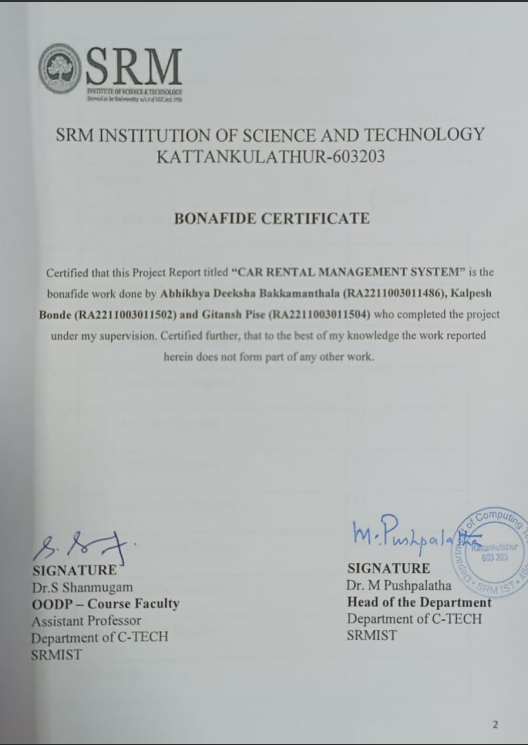 SRM
INSTITUTE OF SCIENCE & TECHNOLOGY
Deemed to be University u/s 3 of UGC Act, 1956
SRM INSTITUTION OF SCIENCE AND TECHNOLOGY
KATTANKULATHUR-603203
BONAFIDE CERTIFICATE
Certified that this Project Report titled “CAR RENTAL MANAGEMENT SYSTEM” is the
bonafide work done by Abhikhya Deeksha Bakkamanthala (RA2211003011486), Kalpesh
Bonde (RA2211003011502) and Gitansh Pise (RA2211003011504) who completed the project
under my supervision. Certified further, that to the best of my knowledge the work reported
herein does not form part of any other work.
M. Pushpalatha
SIGNATURE
Dr.S Shanmugam
OODP – Course Faculty
Assistant Professor
Department of C-TECH
SRMIST
SIGNATURE
Dr. M Pushpalatha
Head of the Department
Department of C-TECH
SRMIST
of Computing
Kattankulathur
603 203
SRM IST
2